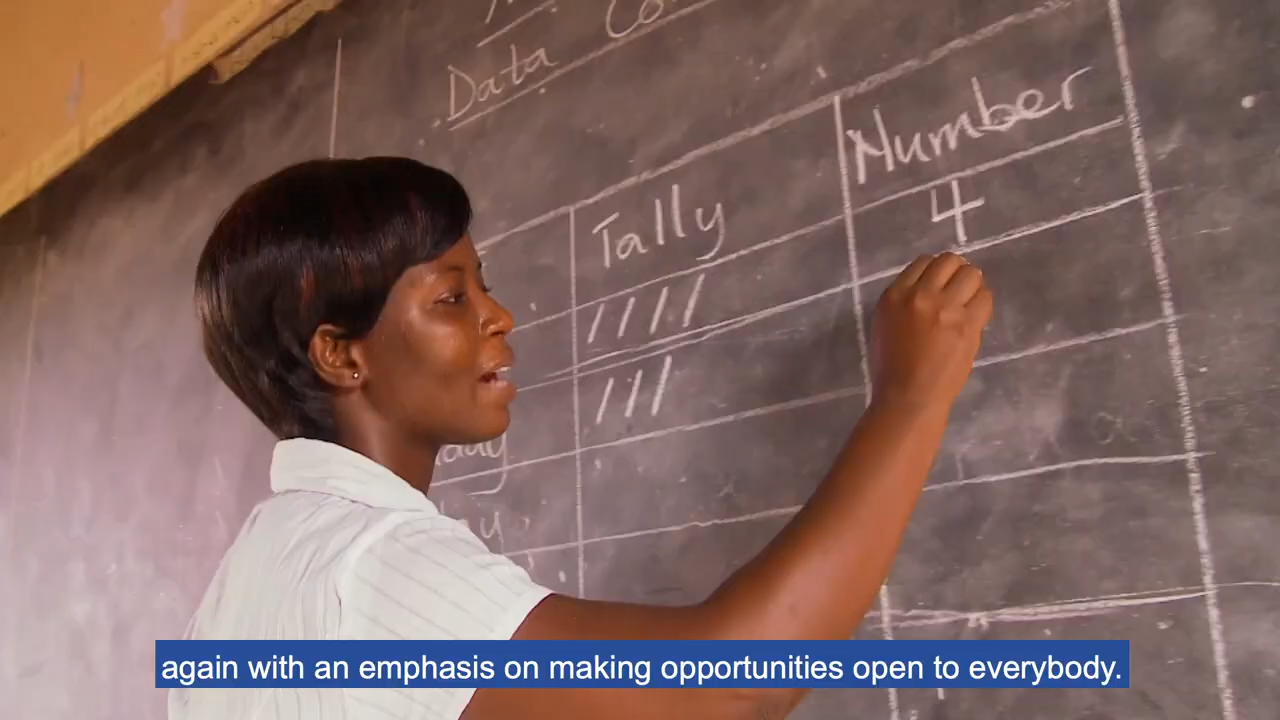 Data
Tally Number
//// 4
///
again with an emphasis on making opportunities open to everybody.